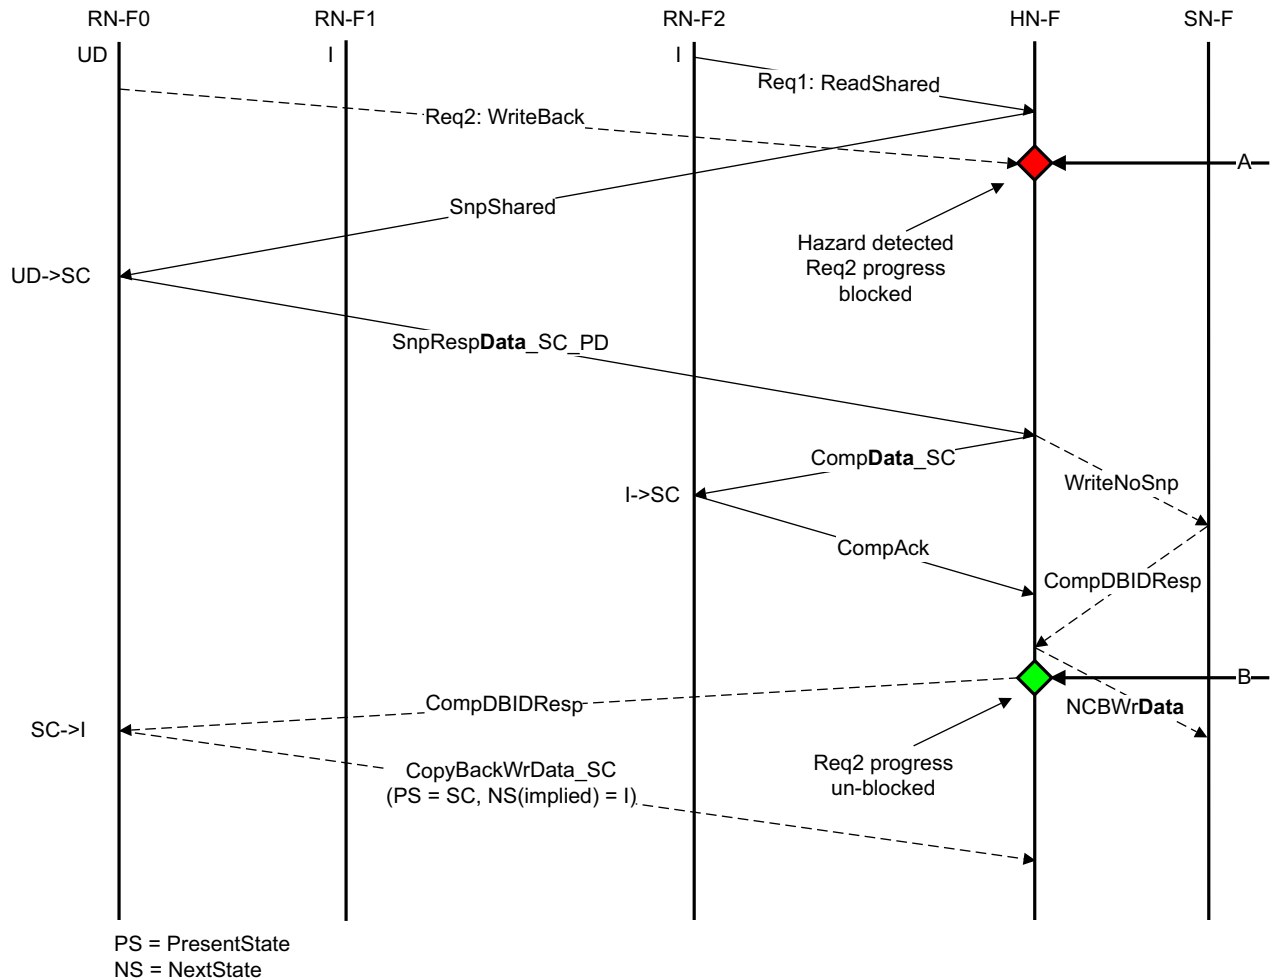 RN-F0 RN-F1 RN-F2 HN-F SN-F
UD I I
Req1: ReadShared
Req2: WriteBack
A
SnpShared
Hazard detected
Req2 progress
blocked
UD->SC
SnpRespData_SC_PD
CompData_SC
WriteNoSnp
I->SC
CompAck
CompDBIDResp
B
CompDBIDResp
NCBWrData
SC->I
Req2 progress
un-blocked
CopyBackWrData_SC
(PS = SC, NS(implied) = I)
PS = PresentState
NS = NextState